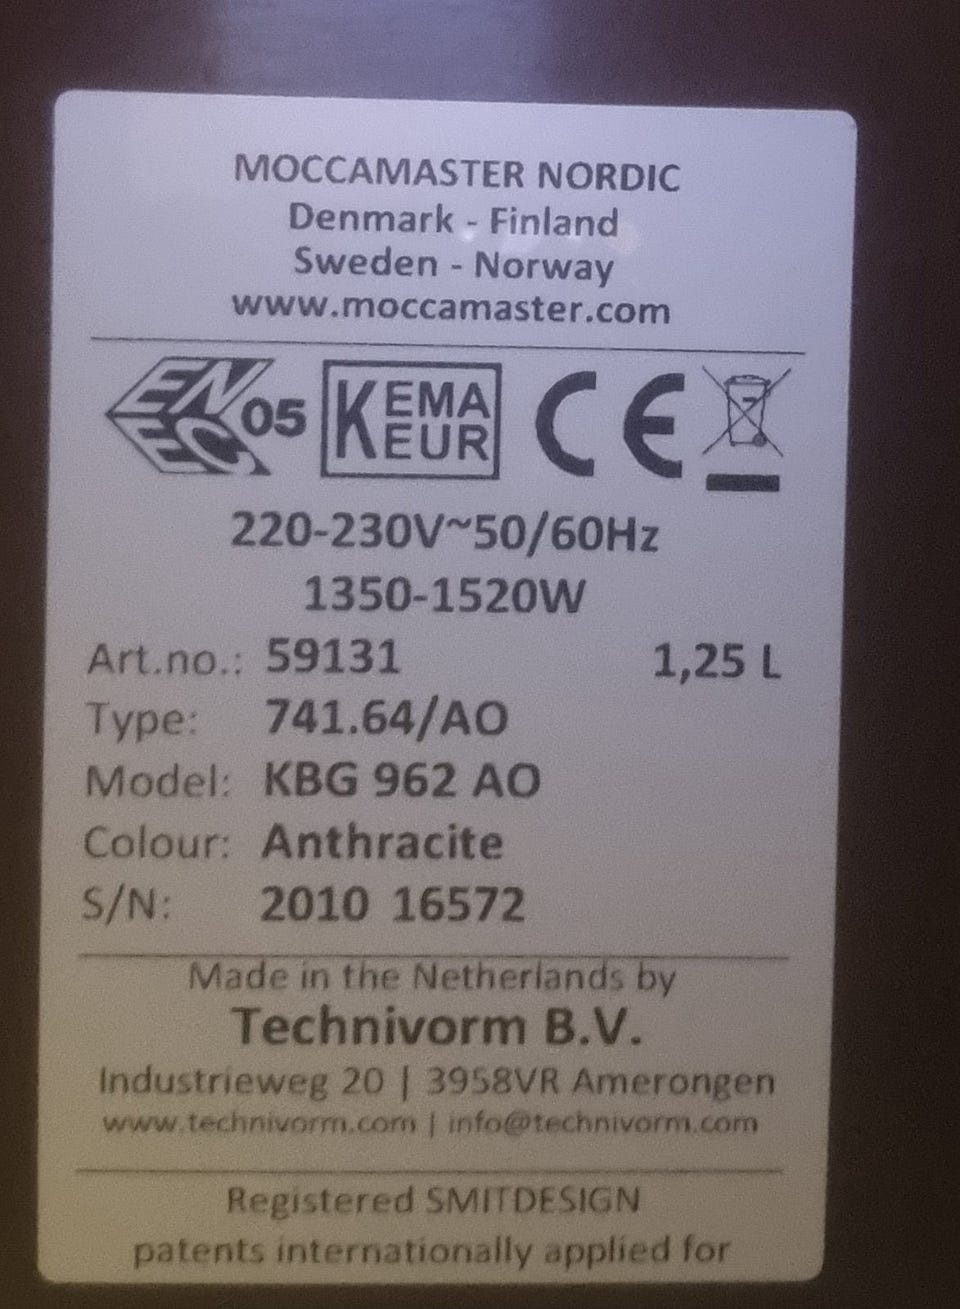 MOCCAMASTER NORDIC
Denmark - Finland
Sweden - Norway
www.moccamaster.com
EN EC 05 KEMA KEUR CE
220-230V~50/60Hz
1350-1520W
Art.no.: 59131 1,25 L
Type: 741.64/AO
Model: KBG 962 AO
Colour: Anthracite
S/N: 2010 16572
Made in the Netherlands by
Technivorm B.V.
Industrieweg 20 | 3958VR Amerongen
www.technivorm.com | info@technivorm.com
Registered SMITDESIGN
patents internationally applied for